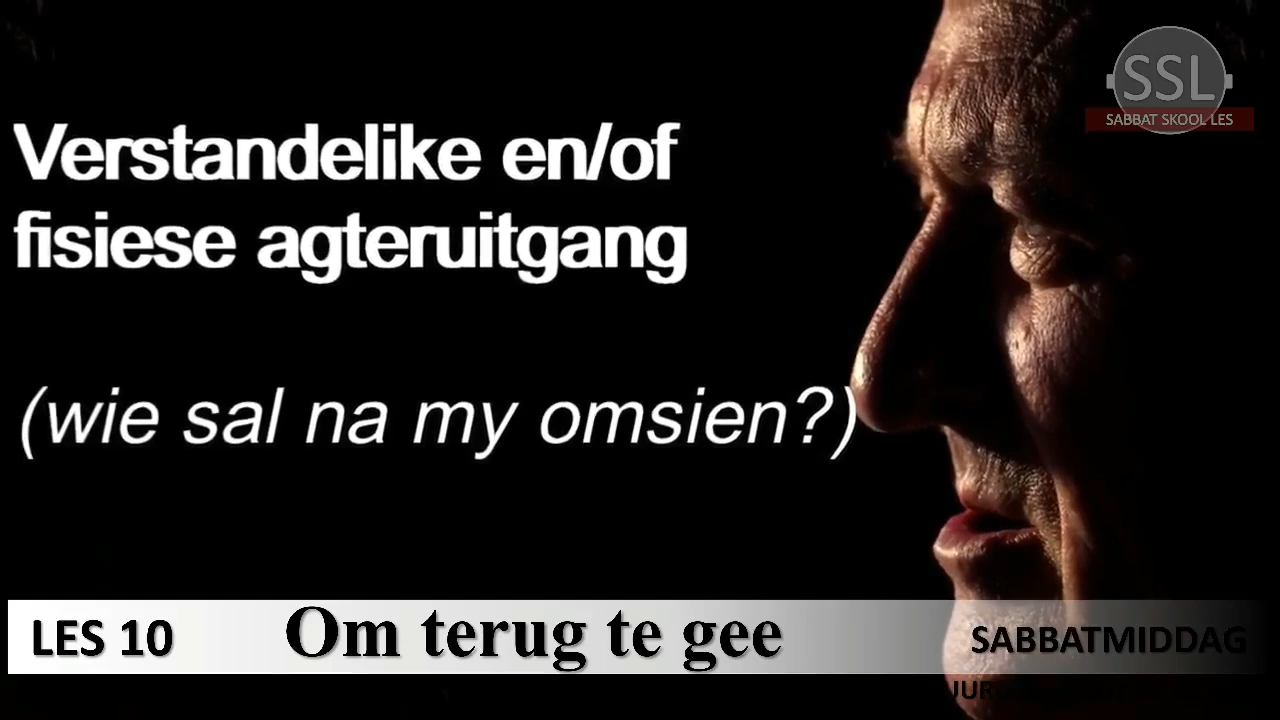 SSL
SABBAT SKOOL LES
Verstandelike en/of
fisiese agteruitgang
(wie sal na my omsien?)
LES 10 Om terug te gee SABBATMIDDAG